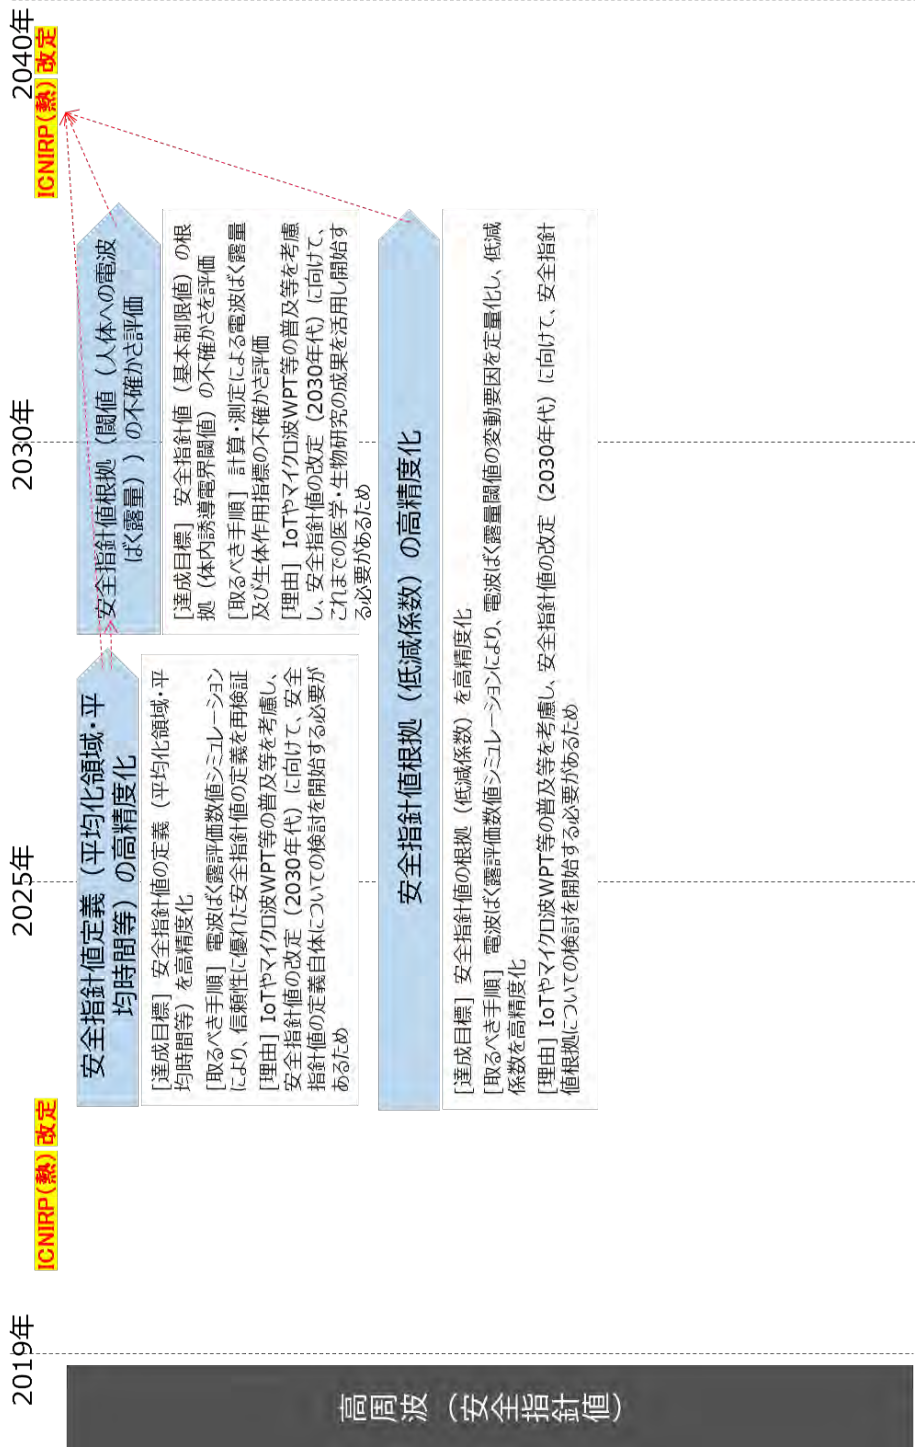 高周波（安全指針値）
2019年
2025年
2030年
2040年
ICNIRP（熱）改定
ICNIRP（熱）改定
安全指針値定義（平均化領域・平
均時間等）の高精度化
[達成目標] 安全指針値の定義（平均化領域・平
均時間等）を高精度化
[取るべき手順] 電波ばく露評価数値シミュレーション
により、信頼性に優れた安全指針値の定義を再検証
[理由] IoTやマイクロ波WPT等の普及等を考慮し、
安全指針値の改定（2030年代）に向けて、安全
指針値の定義自体についての検討を開始する必要が
あるため
安全指針値根拠（閾値（人体への電波
ばく露量））の不確かさ評価
[達成目標] 安全指針値（基本制限値）の根
拠（体内誘導電界閾値）の不確かさを評価
[取るべき手順] 計算・測定による電波ばく露量
及び生体作用指標の不確かさ評価
[理由] IoTやマイクロ波WPT等の普及等を考慮
し、安全指針値の改定（2030年代）に向けて、
これまでの医学・生物研究の成果を活用し開始す
る必要があるため
安全指針値根拠（低減係数）の高精度化
[達成目標] 安全指針値の根拠（低減係数）を高精度化
[取るべき手順] 電波ばく露評価数値シミュレーションにより、電波ばく露量閾値の変動要因を定量化し、低減
係数を高精度化
[理由] IoTやマイクロ波WPT等の普及等を考慮し、安全指針値の改定（2030年代）に向けて、安全指針
値根拠についての検討を開始する必要があるため